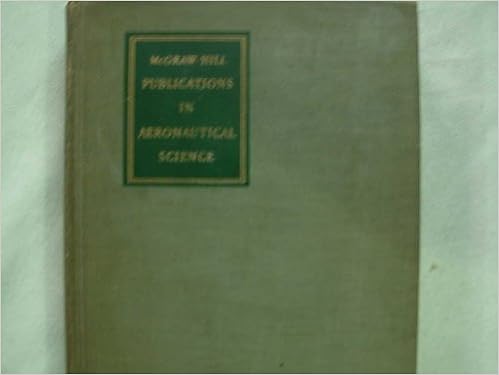 McGRAW-HILL
PUBLICATIONS
IN
AERONAUTICAL
SCIENCE